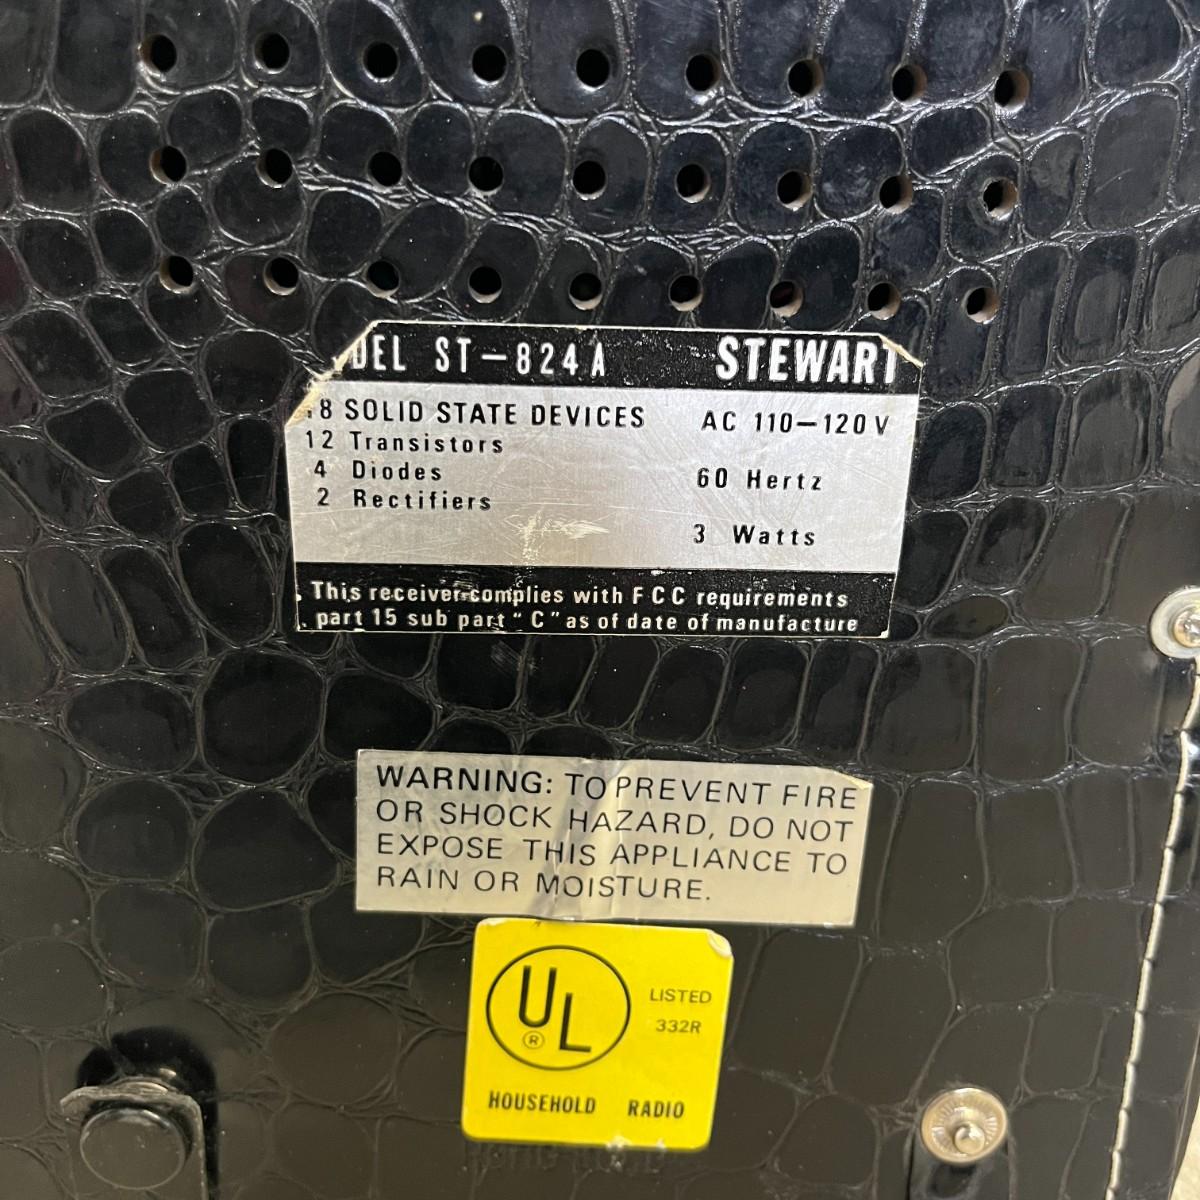 DEL ST-824A STEWART
18 SOLID STATE DEVICES AC 110-120V
12 Transistors
4 Diodes 60 Hertz
2 Rectifiers
3 Watts
This receiver complies with FCC requirements
part 15 sub part "C" as of date of manufacture
WARNING: TO PREVENT FIRE
OR SHOCK HAZARD, DO NOT
EXPOSE THIS APPLIANCE TO
RAIN OR MOISTURE.
UL
®
LISTED
332R
HOUSEHOLD RADIO